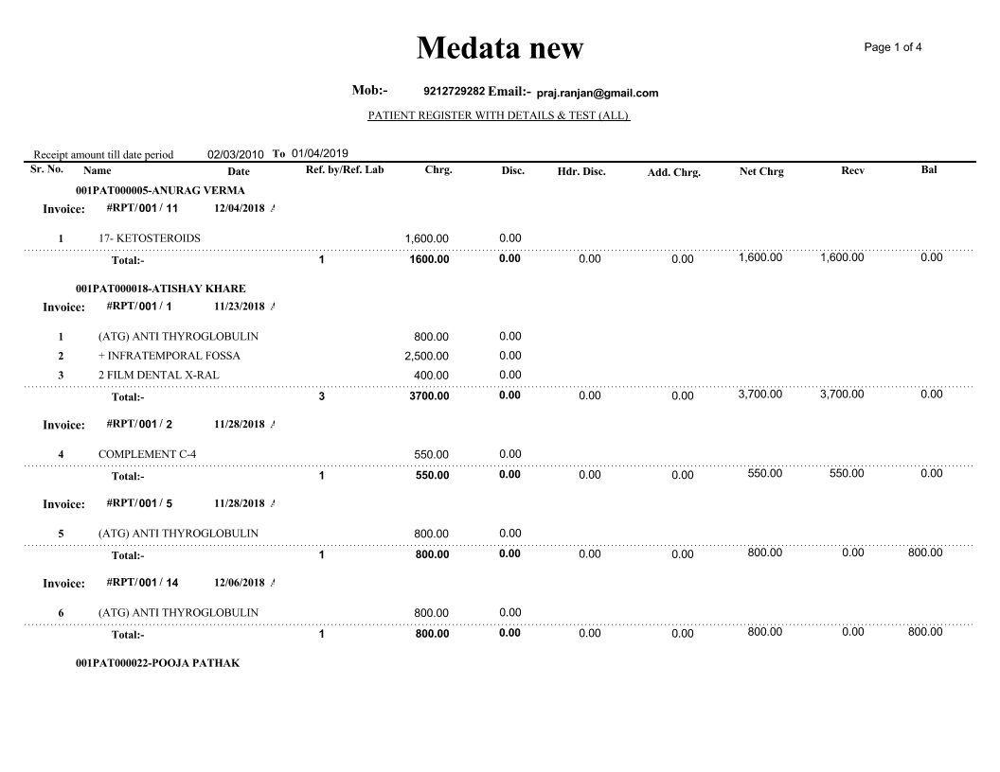 Medata new
Page 1 of 4
Mob:- 9212729282 Email:- praj.ranjan@gmail.com
PATIENT REGISTER WITH DETAILS & TEST (ALL)
Receipt amount till date period 02/03/2010 To 01/04/2019
Sr. No. Name Date Ref. by/Ref. Lab Chrg. Disc. Hdr. Disc. Add. Chrg. Net Chrg Recv Bal
001PAT000005-ANURAG VERMA
Invoice: #RPT/001 / 11 12/04/2018
1 17- KETOSTEROIDS 1,600.00 0.00
Total:- 1 1600.00 0.00 0.00 0.00 1,600.00 1,600.00 0.00
001PAT000018-ATISHAY KHARE
Invoice: #RPT/001 / 1 11/23/2018
1 (ATG) ANTI THYROGLOBULIN 800.00 0.00
2 + INFRATEMPORAL FOSSA 2,500.00 0.00
3 2 FILM DENTAL X-RAL 400.00 0.00
Total:- 3 3700.00 0.00 0.00 0.00 3,700.00 3,700.00 0.00
Invoice: #RPT/001 / 2 11/28/2018
4 COMPLEMENT C-4 550.00 0.00
Total:- 1 550.00 0.00 0.00 0.00 550.00 550.00 0.00
Invoice: #RPT/001 / 5 11/28/2018
5 (ATG) ANTI THYROGLOBULIN 800.00 0.00
Total:- 1 800.00 0.00 0.00 0.00 800.00 0.00 800.00
Invoice: #RPT/001 / 14 12/06/2018
6 (ATG) ANTI THYROGLOBULIN 800.00 0.00
Total:- 1 800.00 0.00 0.00 0.00 800.00 0.00 800.00
001PAT000022-POOJA PATHAK